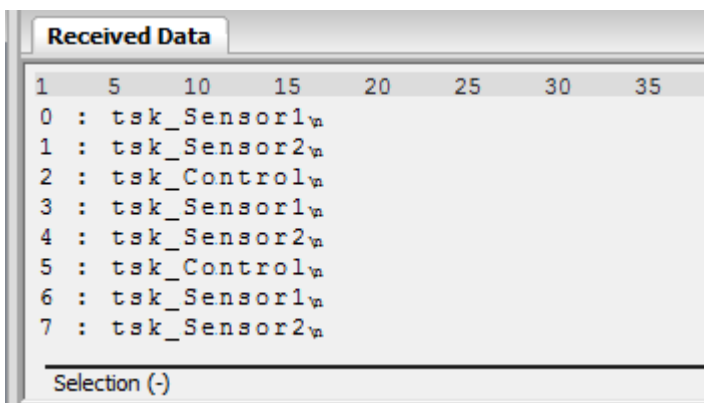 Received Data
1 5 10 15 20 25 30 35
0 : tsk_Sensor1\n
1 : tsk_Sensor2\n
2 : tsk_Control\n
3 : tsk_Sensor1\n
4 : tsk_Sensor2\n
5 : tsk_Control\n
6 : tsk_Sensor1\n
7 : tsk_Sensor2\n
Selection (-)